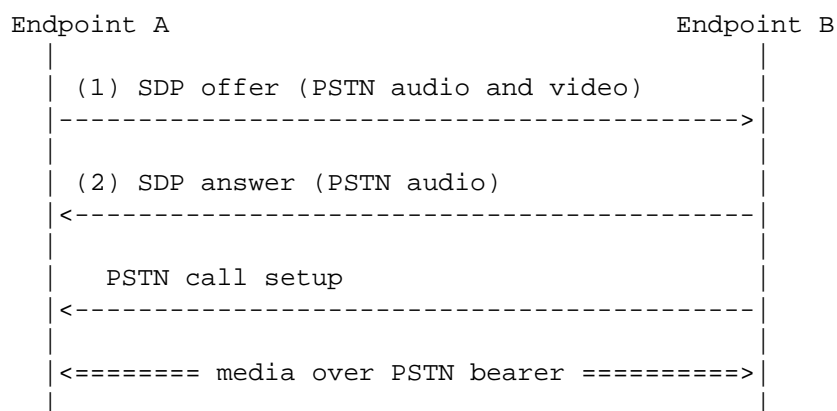 Endpoint A Endpoint B
(1) SDP offer (PSTN audio and video)
(2) SDP answer (PSTN audio)
PSTN call setup
<======== media over PSTN bearer ==========>